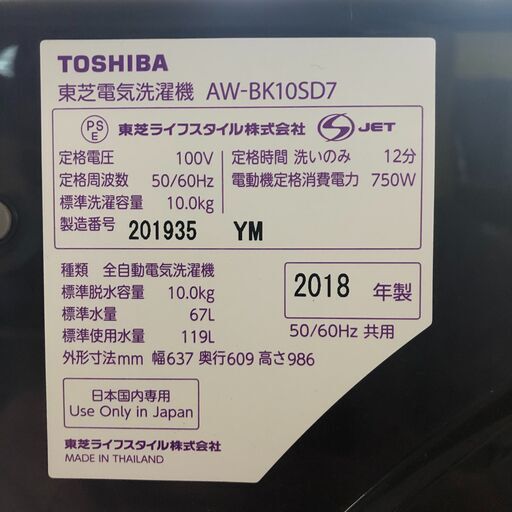 TOSHIBA
東芝電気洗濯機 AW-BK10SD7
PS E 東芝ライフスタイル株式会社 S JET
定格電圧 100V 定格時間 洗いのみ 12分
定格周波数 50/60Hz 電動機定格消費電力 750W
標準洗濯容量 10.0kg
製造番号 201935 YM
種類 全自動電気洗濯機
標準脱水容量 10.0kg 2018 年製
標準水量 67L
標準使用水量 119L 50/60Hz 共用
外形寸法mm 幅637 奥行609 高さ986
日本国内専用
Use Only in Japan
東芝ライフスタイル株式会社
MADE IN THAILAND